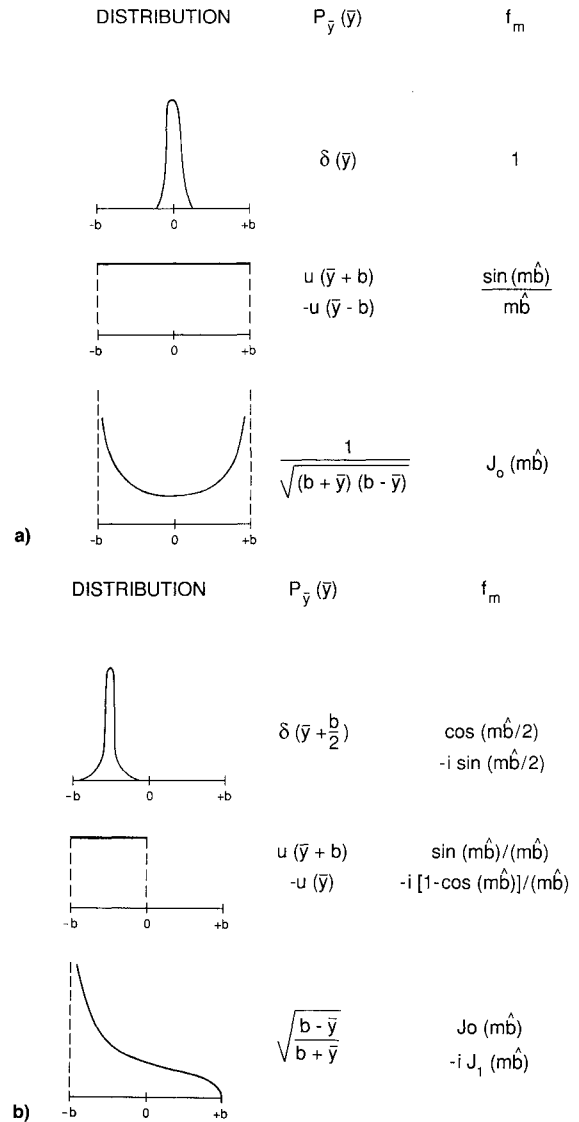 DISTRIBUTION P_ȳ (ȳ) f_m
δ (ȳ) 1
-b 0 +b
u (ȳ + b) sin (mb̂)
-u (ȳ - b) mb̂
-b 0 +b
1
√(b + ȳ) (b - ȳ) J_o (mb̂)
a) -b 0 +b
DISTRIBUTION P_ȳ (ȳ) f_m
δ (ȳ + b/2) cos (mb̂/2)
-i sin (mb̂/2)
-b 0 +b
u (ȳ + b) sin (mb̂)/(mb̂)
-u (ȳ) -i [1-cos (mb̂)]/(mb̂)
-b 0 +b
√b - ȳ Jo (mb̂)
b + ȳ -i J_1 (mb̂)
b) -b 0 +b